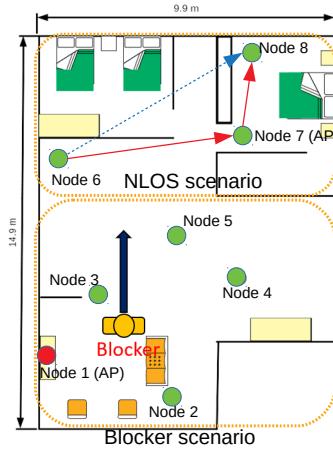 9.9 m
Node 8
Node 7 (AP
Node 6
NLOS scenario
14.9 m
Node 5
Node 3
Node 4
Blocker
Node 1 (AP)
Node 2
Blocker scenario